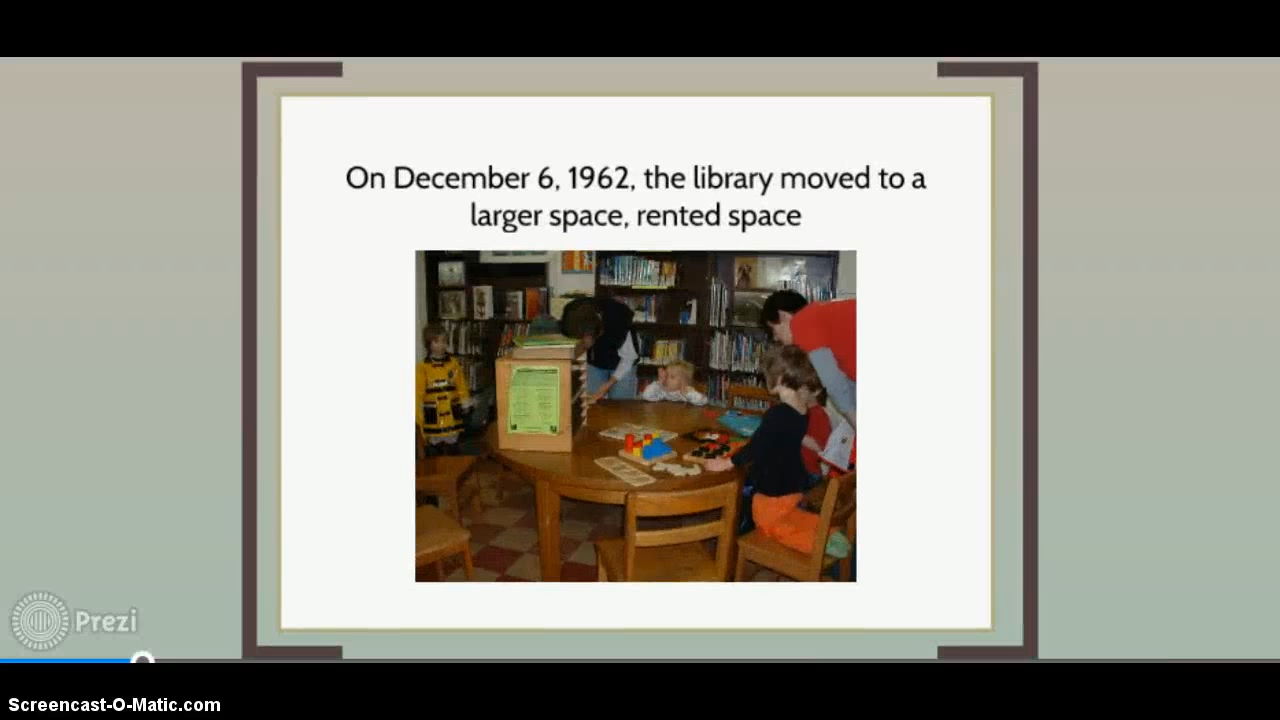 On December 6, 1962, the library moved to a
larger space, rented space
Prezi
Screencast-O-Matic.com